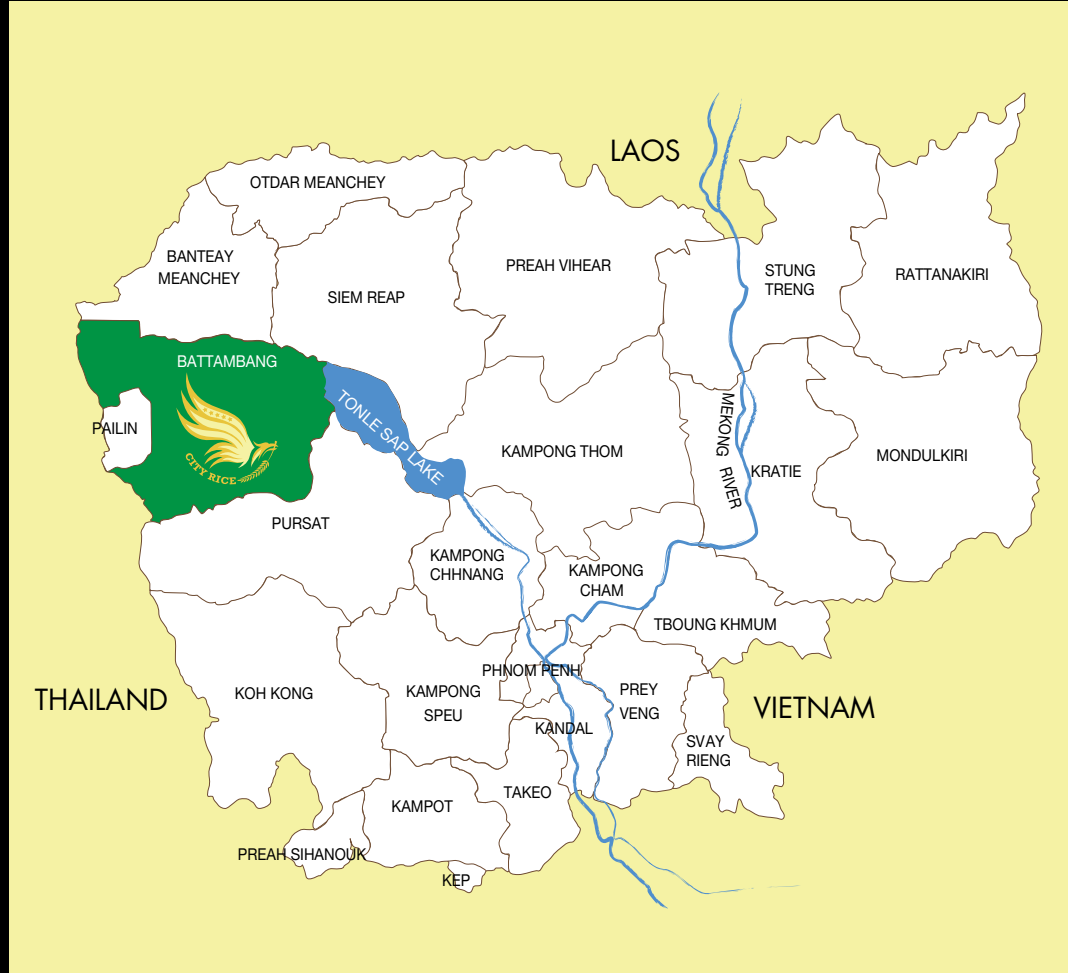 LAOS
OTDAR MEANCHEY
BANTEAY
MEANCHEY
PREAH VIHEAR
STUNG
TRENG
RATTANAKIRI
SIEM REAP
BATTAMBANG
PAILIN
CITY RICE
TONLE SAP LAKE
KAMPONG THOM
MEKONG RIVER
KRATIE
MONDULKIRI
PURSAT
KAMPONG
CHHNANG
KAMPONG
CHAM
TBOUNG KHMUM
THAILAND
KOH KONG
KAMPONG
SPEU
PHNOM PENH
PREY
VENG
VIETNAM
KANDAL
SVAY
RIENG
KAMPOT
TAKEO
PREAH SIHANOUK
KEP